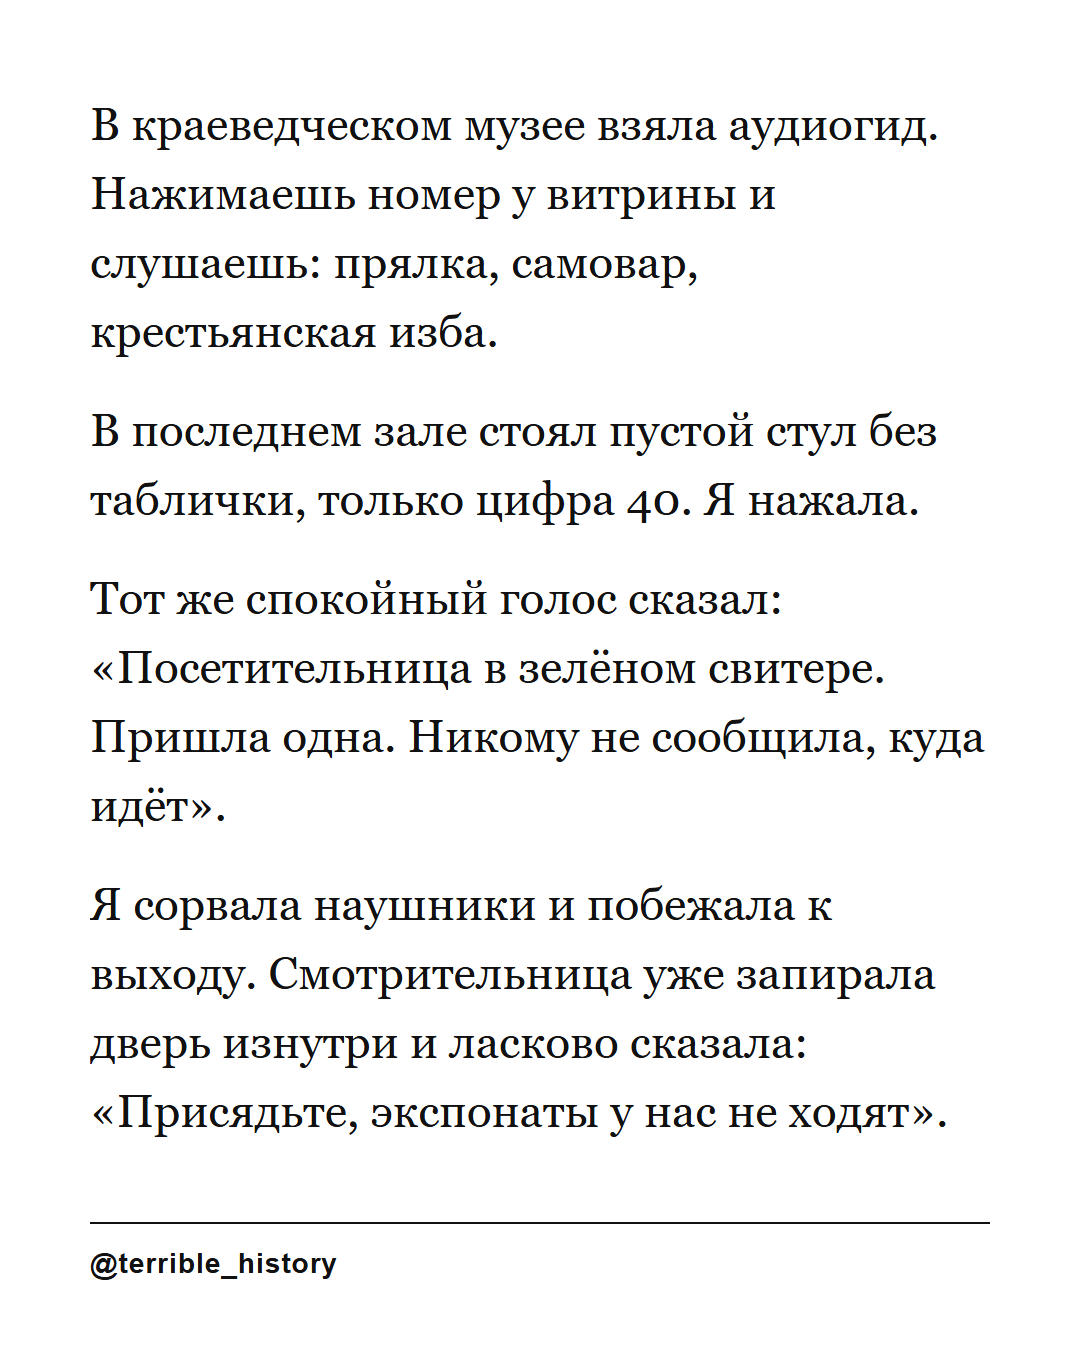 В краеведческом музее взяла аудиогид.
Нажимаешь номер у витрины и
слушаешь: прялка, самовар,
крестьянская изба.
В последнем зале стоял пустой стул без
таблички, только цифра 40. Я нажала.
Тот же спокойный голос сказал:
«Посетительница в зелёном свитере.
Пришла одна. Никому не сообщила, куда
идёт».
Я сорвала наушники и побежала к
выходу. Смотрительница уже запирала
дверь изнутри и ласково сказала:
«Присядьте, экспонаты у нас не ходят».
@terrible_history